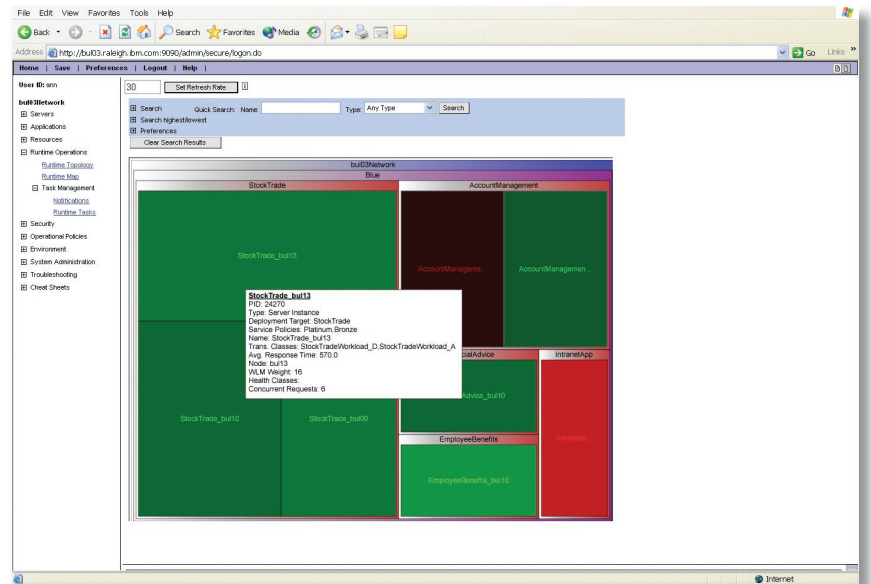 File Edit View Favorites Tools Help
Back Search Favorites Media
Address http://bul03.raleigh.ibm.com:9090/admin/secure/logon.do Go Links »
Home | Save | Preferences | Logout | Help |
User ID: ann
bul03Network
Servers
Applications
Resources
Runtime Operations
Runtime Topology
Runtime Map
Task Management
Notifications
Runtime Tasks
Security
Operational Policies
Environment
System Administration
Troubleshooting
Cheat Sheets
30 Set Refresh Rate
Search Quick Search: Name: Type: Any Type Search
Search highest/lowest
Preferences
Clear Search Results
bul03Network
Blue
StockTrade AccountManagement
StockTrade_bul13
AccountManageme... AccountManagemen...
StockTrade_bul13
PID: 24270
Type: Server Instance
Deployment Target: StockTrade
Service Policies: Platinum,Bronze
Name: StockTrade_bul13
Trans. Classes: StockTradeWorkload_D,StockTradeWorkload_A
Avg. Response Time: 570.0
Node: bul13
WLM Weight: 16
Health Classes:
Concurrent Requests: 6
cialAdvice IntranetApp
Advice_bul10
StockTrade_bul10 StockTrade_bul09
EmployeeBenefits IntranetA...
EmployeeBenefits_bul10
Internet